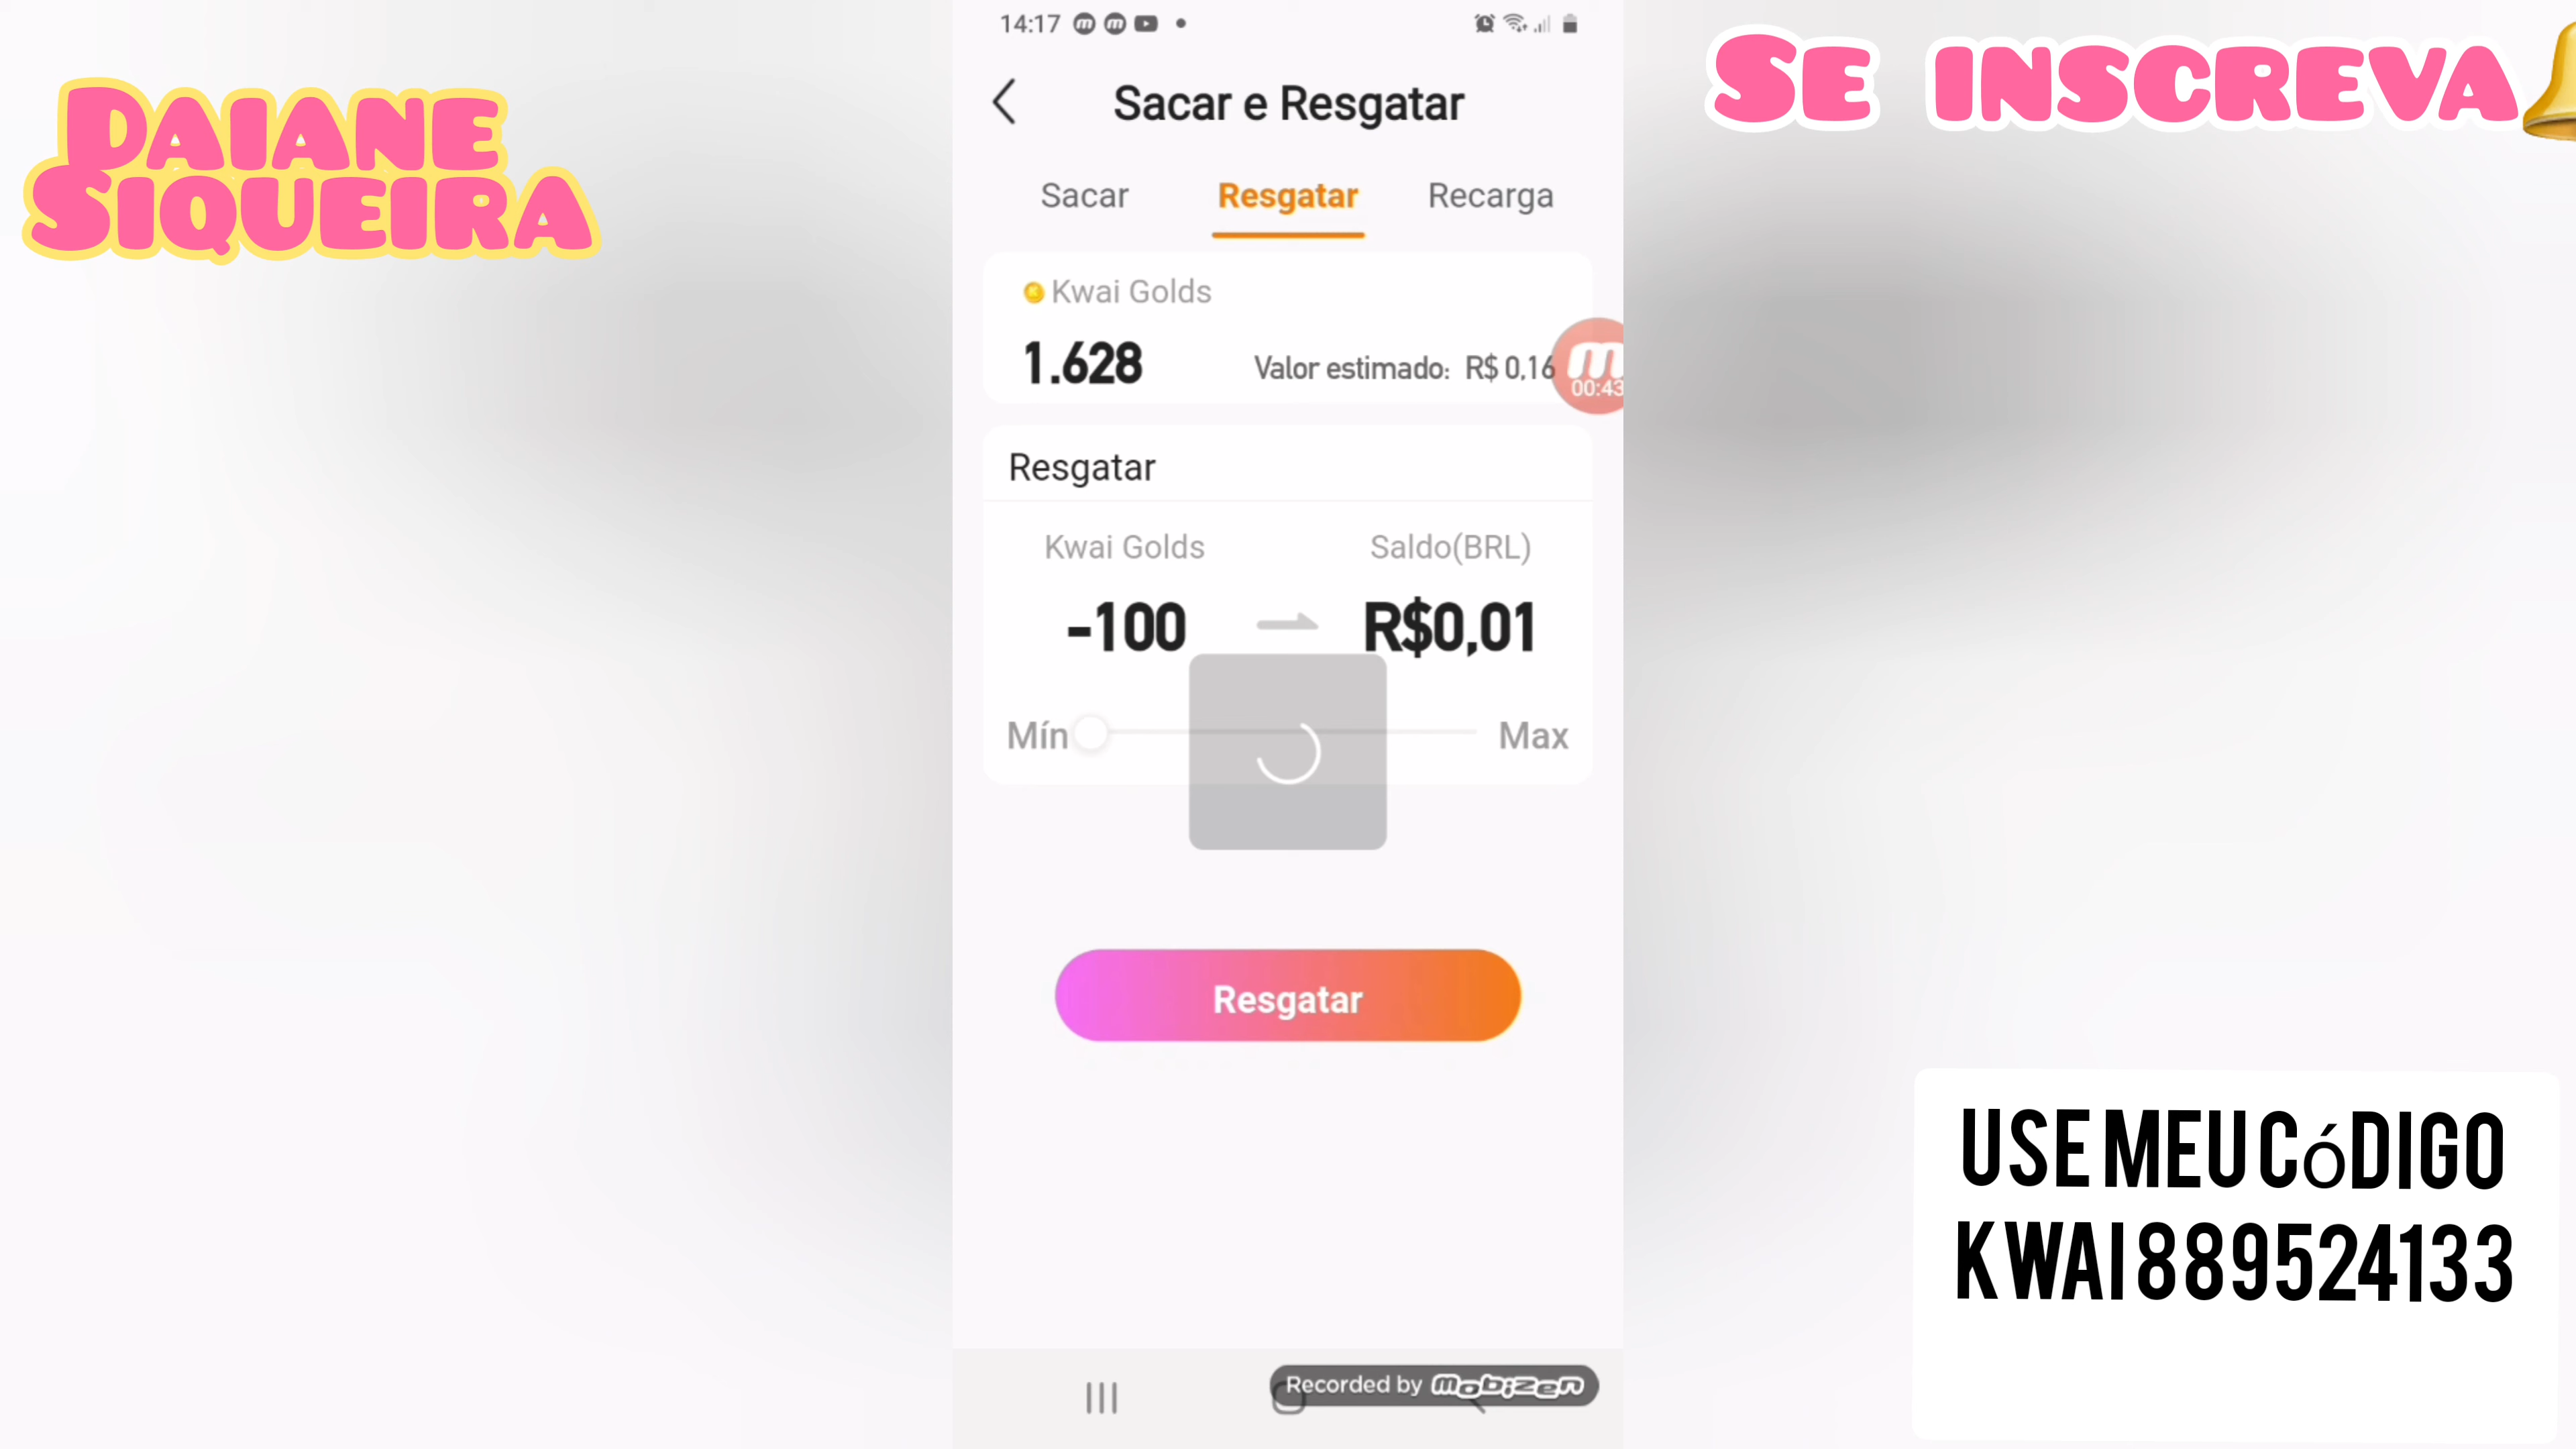 DAIANE
SIQUEIRA
SE INSCREVA
14:17
Sacar e Resgatar
Sacar Resgatar Recarga
Kwai Golds
1.628 Valor estimado: R$ 0,16
m
00:43
Resgatar
Kwai Golds Saldo(BRL)
-100 R$0,01
Mín Max
Resgatar
USE MEU CóDIGO
KWAI 889524133
Recorded by mobizen